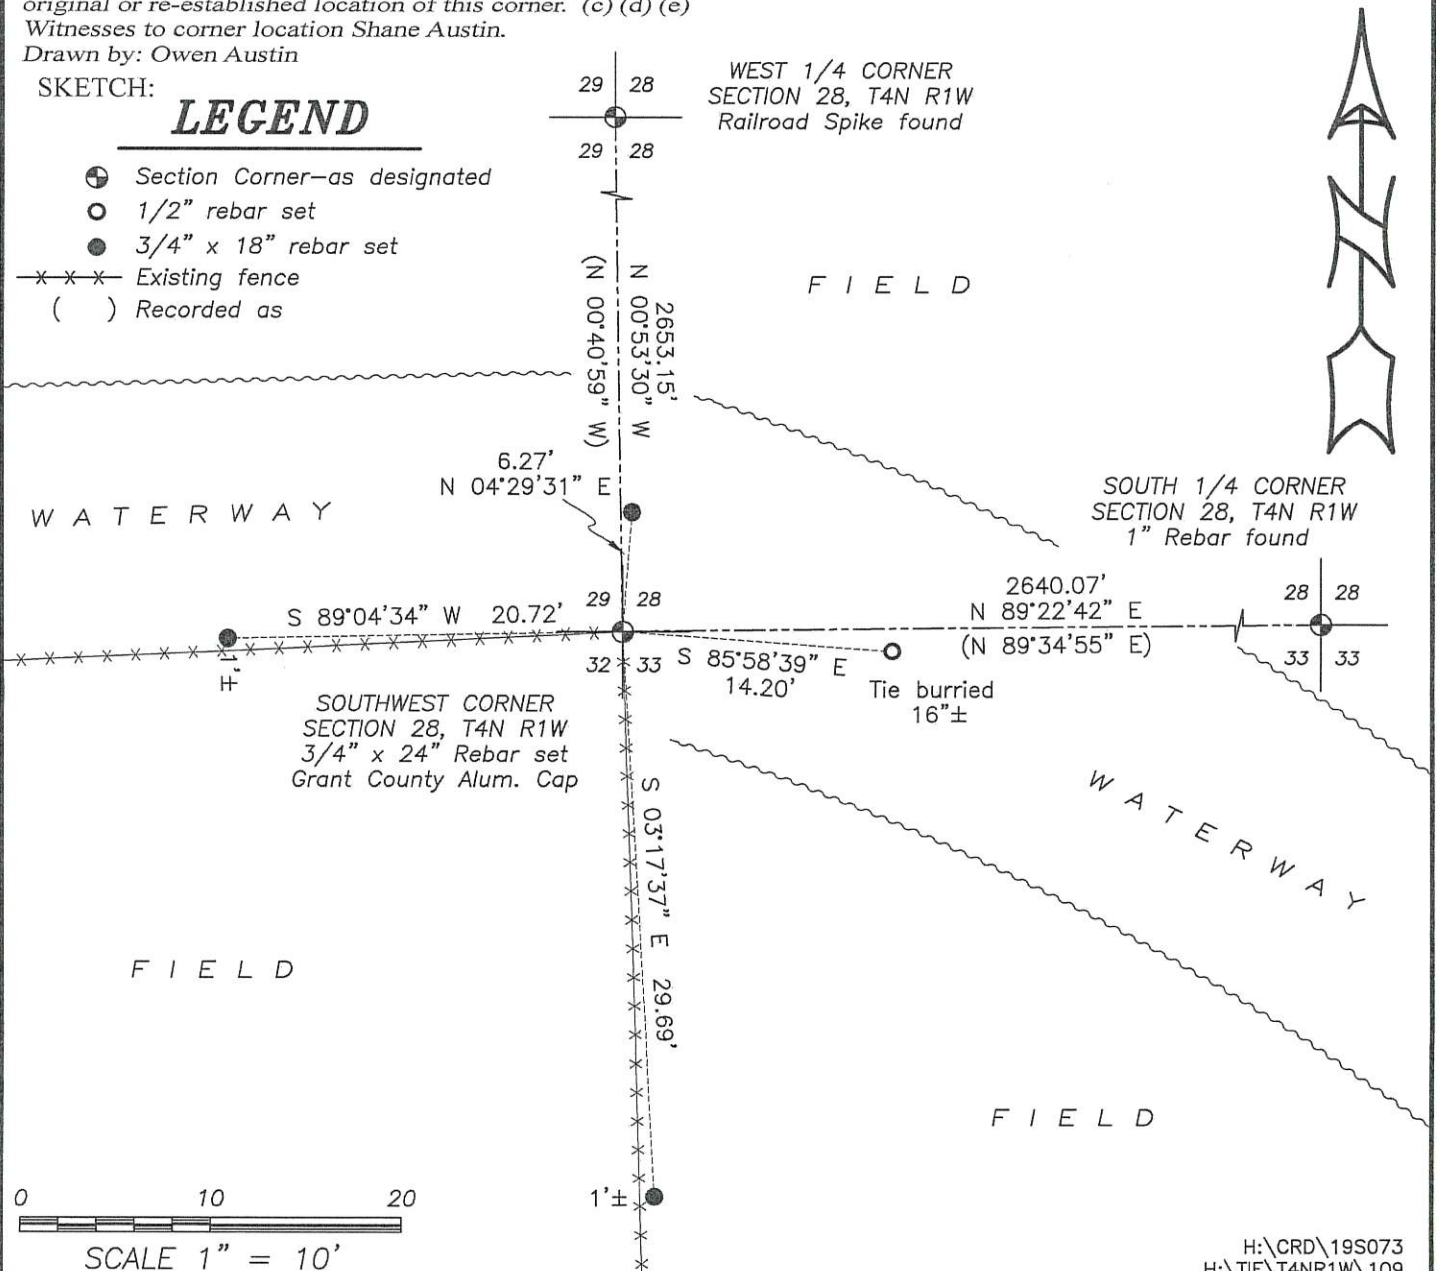 original or re-established location of this corner. (c) (d) (e)
Witnesses to corner location Shane Austin.
Drawn by: Owen Austin
SKETCH:
LEGEND
Section Corner-as designated
1/2" rebar set
3/4" x 18" rebar set
Existing fence
( ) Recorded as
29 28
29 28
WEST 1/4 CORNER
SECTION 28, T4N R1W
Railroad Spike found
N
FIELD
2653.15'
N 00°53'30" W
(N 00°40'59" W)
6.27'
N 04°29'31" E
WATERWAY
SOUTH 1/4 CORNER
SECTION 28, T4N R1W
1" Rebar found
28 28
33 33
2640.07'
N 89°22'42" E
(N 89°34'55" E)
S 89°04'34" W 20.72'
29 28
32 33
1'±
S 85°58'39" E
14.20'
Tie burried
16"±
SOUTHWEST CORNER
SECTION 28, T4N R1W
3/4" x 24" Rebar set
Grant County Alum. Cap
S 03°17'37" E 29.69'
WATERWAY
FIELD
FIELD
1'±
0 10 20
SCALE 1" = 10'
H:\CRD\19S073
H:\TIE\T4NR1W\109